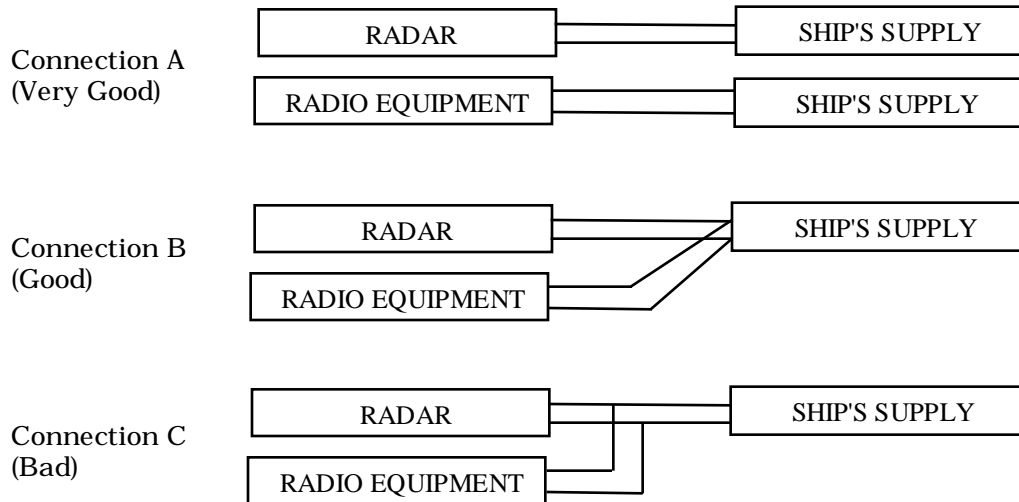 Connection A
(Very Good)
RADAR
SHIP'S SUPPLY
RADIO EQUIPMENT
SHIP'S SUPPLY
Connection B
(Good)
RADAR
SHIP'S SUPPLY
RADIO EQUIPMENT
Connection C
(Bad)
RADAR
SHIP'S SUPPLY
RADIO EQUIPMENT